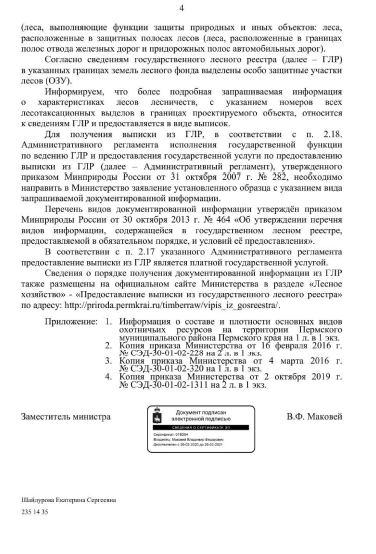 4
(леса, выполняющие функции защиты природных и иных объектов: леса,
расположенные в защитных полосах лесов (леса, расположенные в границах
полос отвода железных дорог и придорожных полос автомобильных дорог).
Согласно сведениям государственного лесного реестра (далее – ГЛР)
в указанных границах земель лесного фонда выделены особо защитные участки
лесов (ОЗУ).
Информируем, что более подробная запрашиваемая информация
о характеристиках лесов лесничеств, с указанием номеров всех
лесотаксационных выделов в границах проектируемого объекта, относится
к сведениям ГЛР и предоставляется в виде выписок.
Для получения выписки из ГЛР, в соответствии с п. 2.18.
Административного регламента исполнения государственной функции
по ведению ГЛР и предоставления государственной услуги по предоставлению
выписки из ГЛР (далее – Административный регламент), утвержденного
приказом Минприроды России от 31 октября 2007 г. № 282, необходимо
направить в Министерство заявление установленного образца с указанием вида
запрашиваемой документированной информации.
Перечень видов документированной информации утверждён приказом
Минприроды России от 30 октября 2013 г. № 464 «Об утверждении перечня
видов информации, содержащейся в государственном лесном реестре,
предоставляемой в обязательном порядке, и условий её предоставления».
В соответствии с п. 2.17 указанного Административного регламента
предоставление выписки из ГЛР является платной государственной услугой.
Сведения о порядке получения документированной информации из ГЛР
также размещены на официальном сайте Министерства в разделе «Лесное
хозяйство» - «Предоставление выписки из государственного лесного реестра»
по адресу: http://priroda.permkrai.ru/timberraw/vipis_iz_gosreestra/.
Приложение: 1. Информация о составе и плотности основных видов
охотничьих ресурсов на территории Пермского
муниципального района Пермского края на 1 л. в 1 экз.
2. Копия приказа Министерства от 16 февраля 2016 г.
№ СЭД-30-01-02-228 на 2 л. в 1 экз.
3. Копия приказа Министерства от 4 марта 2016 г.
№ СЭД-30-01-02-320 на 1 л. в 1 экз.
4. Копия приказа Министерства от 2 октября 2019 г.
№ СЭД-30-01-02-1311 на 2 л. в 1 экз.
Заместитель министра
Документ подписан
электронной подписью
СВЕДЕНИЯ О СЕРТИФИКАТЕ ЭП
В.Ф. Маковей
Шайдурова Екатерина Сергеевна
235 14 35